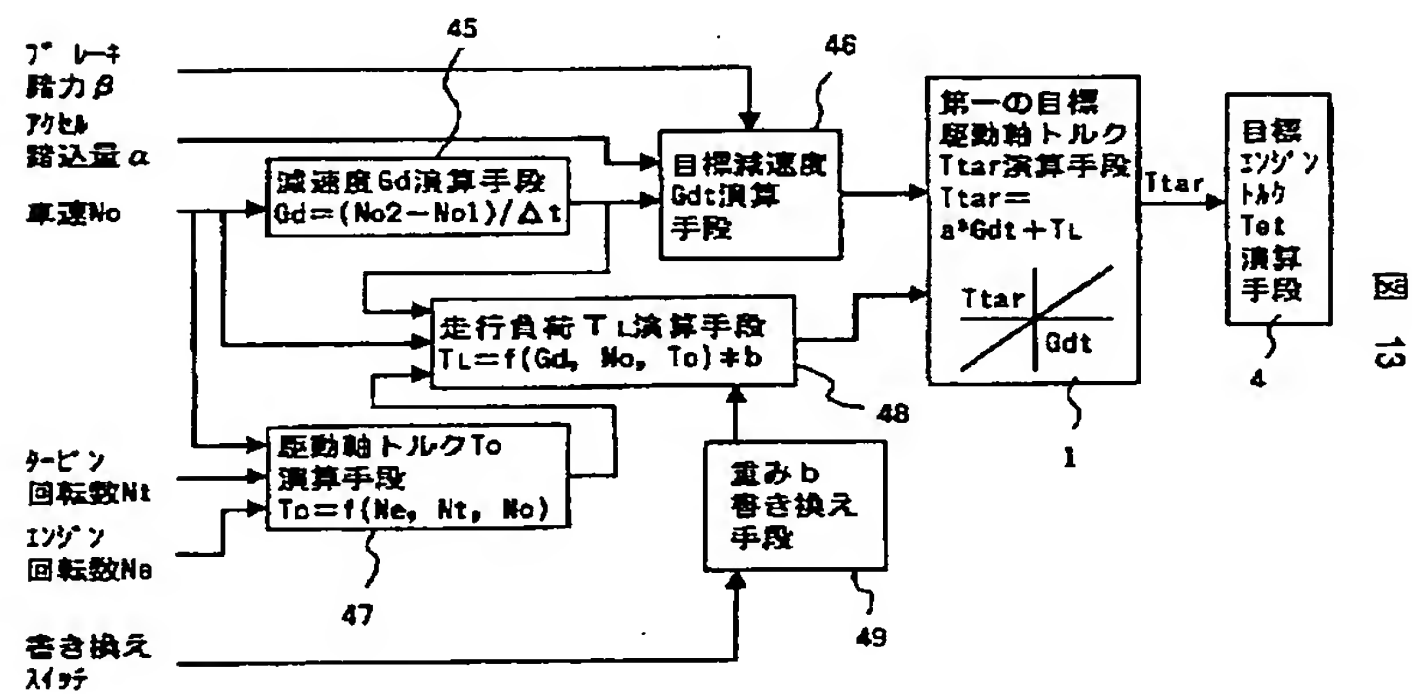 ブレーキ
踏力β
アクセル
踏込量α
車速No
タービン
回転数Nt
エンジン
回転数Ne
書き換え
スイッチ
45
減速度Gd演算手段
Gd=(No2-No1)/Δt
46
目標減速度
Gdt演算
手段
走行負荷TL演算手段
TL=f(Gd, No, To)*b
48
駆動軸トルクTo
演算手段
To=f(Ne, Nt, No)
47
重みb
書き換え
手段
49
第一の目標
駆動軸トルク
Ttar演算手段
Ttar=
a*Gdt+TL
Ttar
Gdt
1
Ttar
目標
エンジン
トルク
Tet
演算
手段
4
図 13